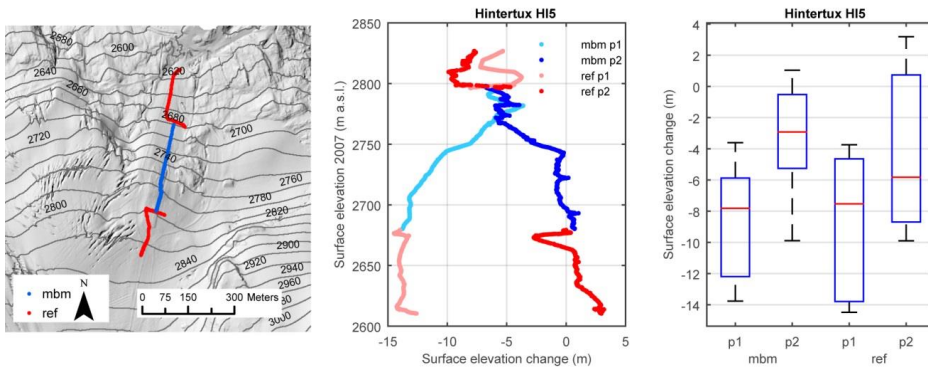 2580
2600
2620
2640
2660
2680
2700
2720
2740
2760
2780
2800
2820
2840
2900
2920
2940
2960
3000
N
mbm
ref
0 75 150 300 Meters
Hintertux HI5
mbm p1
mbm p2
ref p1
ref p2
Surface elevation 2007 (m a.s.l.)
2850
2800
2750
2700
2650
2600
-15 -10 -5 0 5
Surface elevation change (m)
Hintertux HI5
Surface elevation change (m)
4
2
0
-2
-4
-6
-8
-10
-12
-14
p1 p2 p1 p2
mbm ref